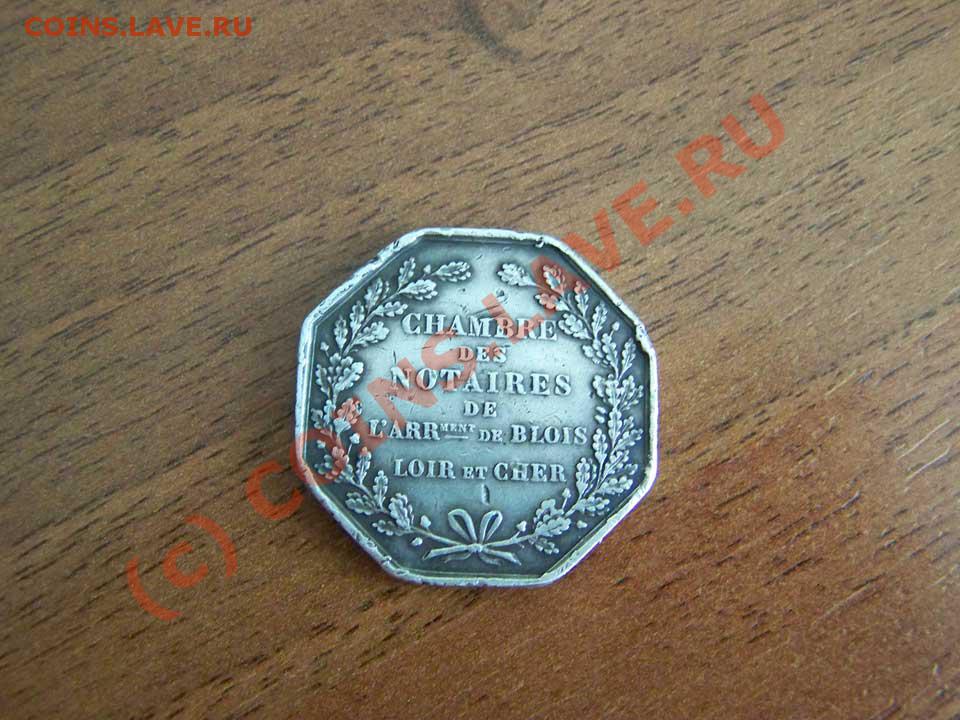 COINS.LAVE.RU
(c) COINS.LAVE.RU
CHAMBRE
DES
NOTAIRES
DE
L'ARRMENT DE BLOIS
LOIR ET CHER